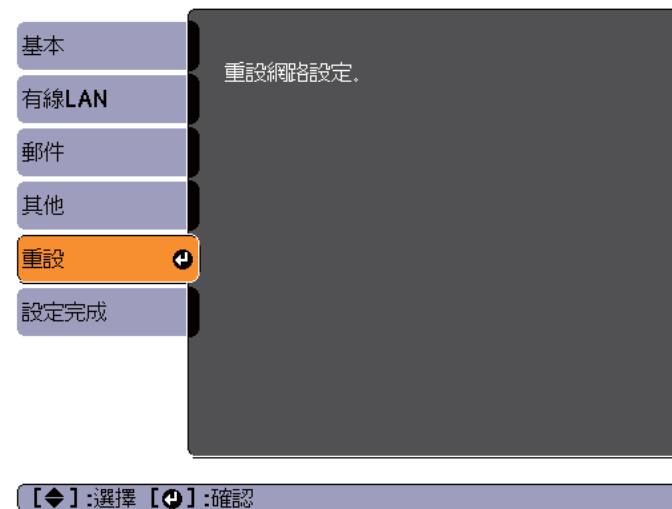 基本
有線LAN
郵件
其他
重設
設定完成
重設網路設定.
[◆]:選擇 [↵]:確認